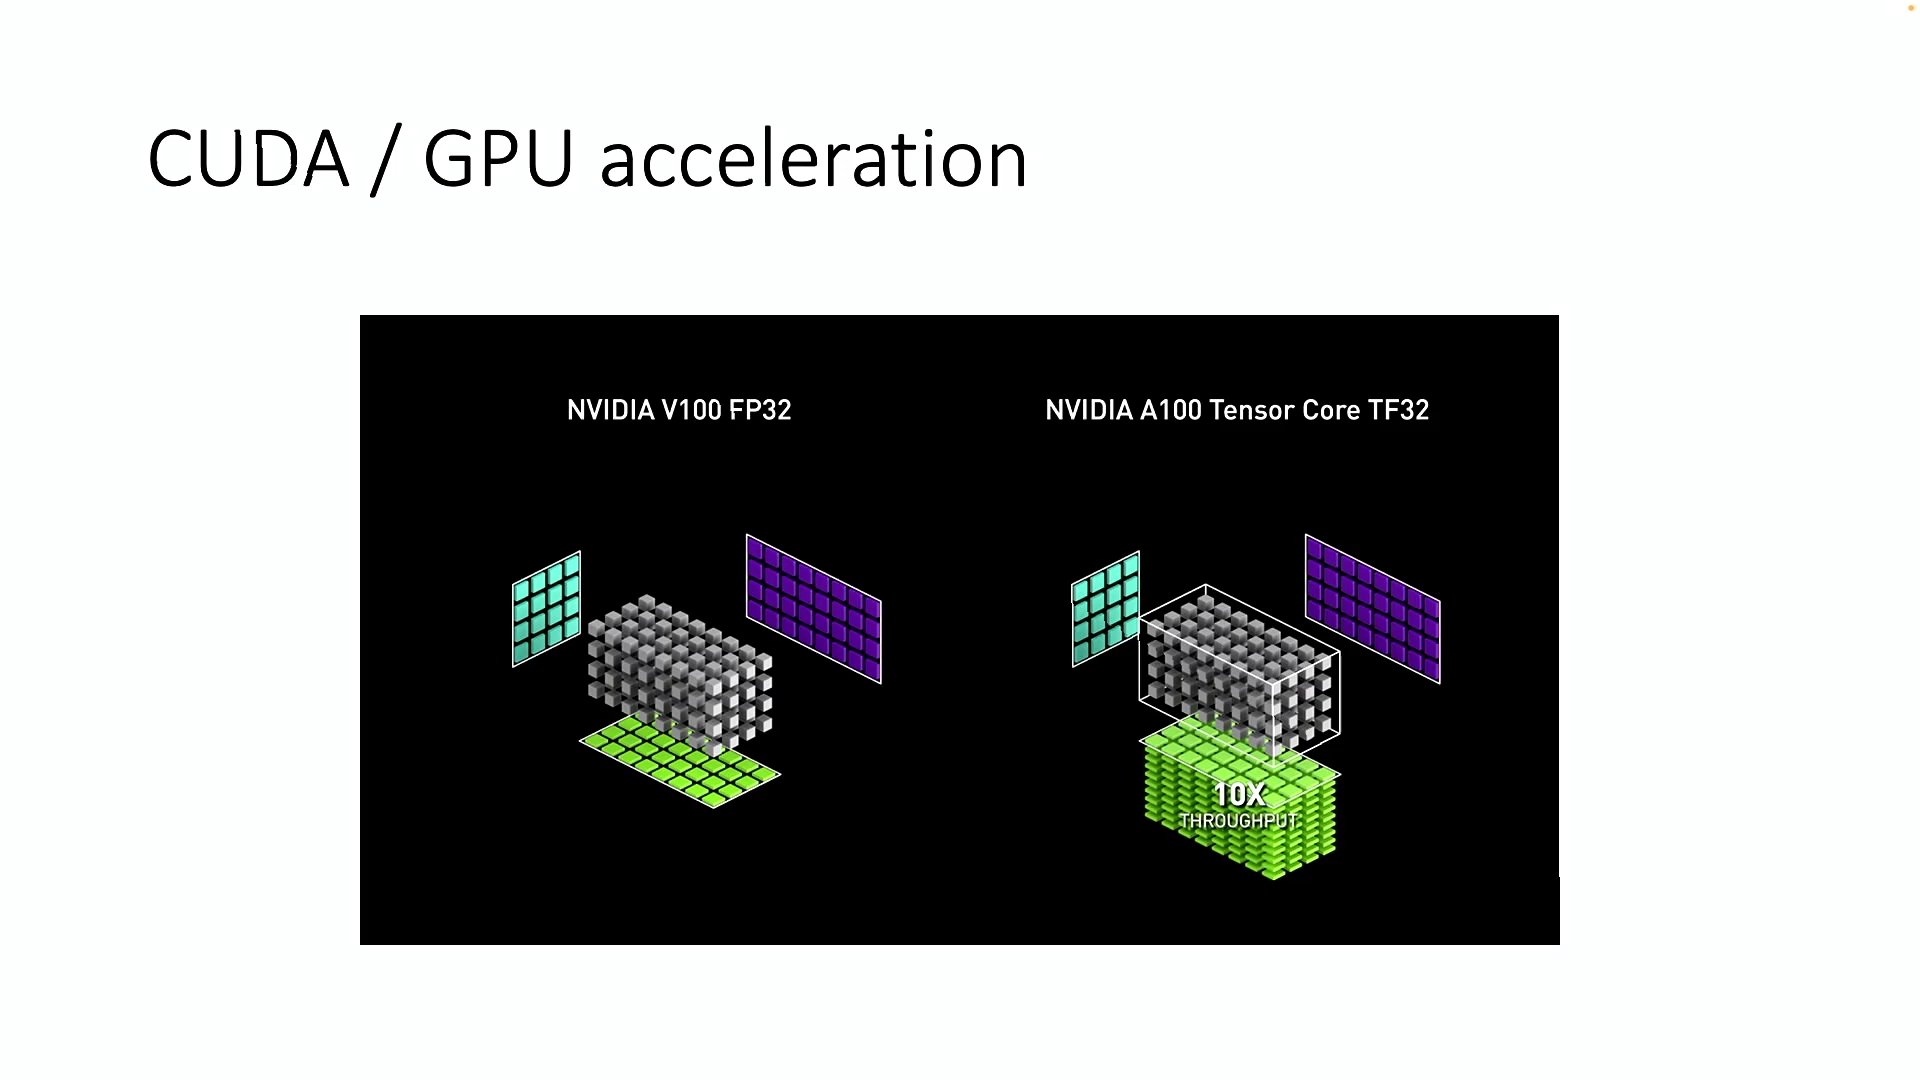 CUDA / GPU acceleration
NVIDIA V100 FP32
NVIDIA A100 Tensor Core TF32
10X
THROUGHPUT